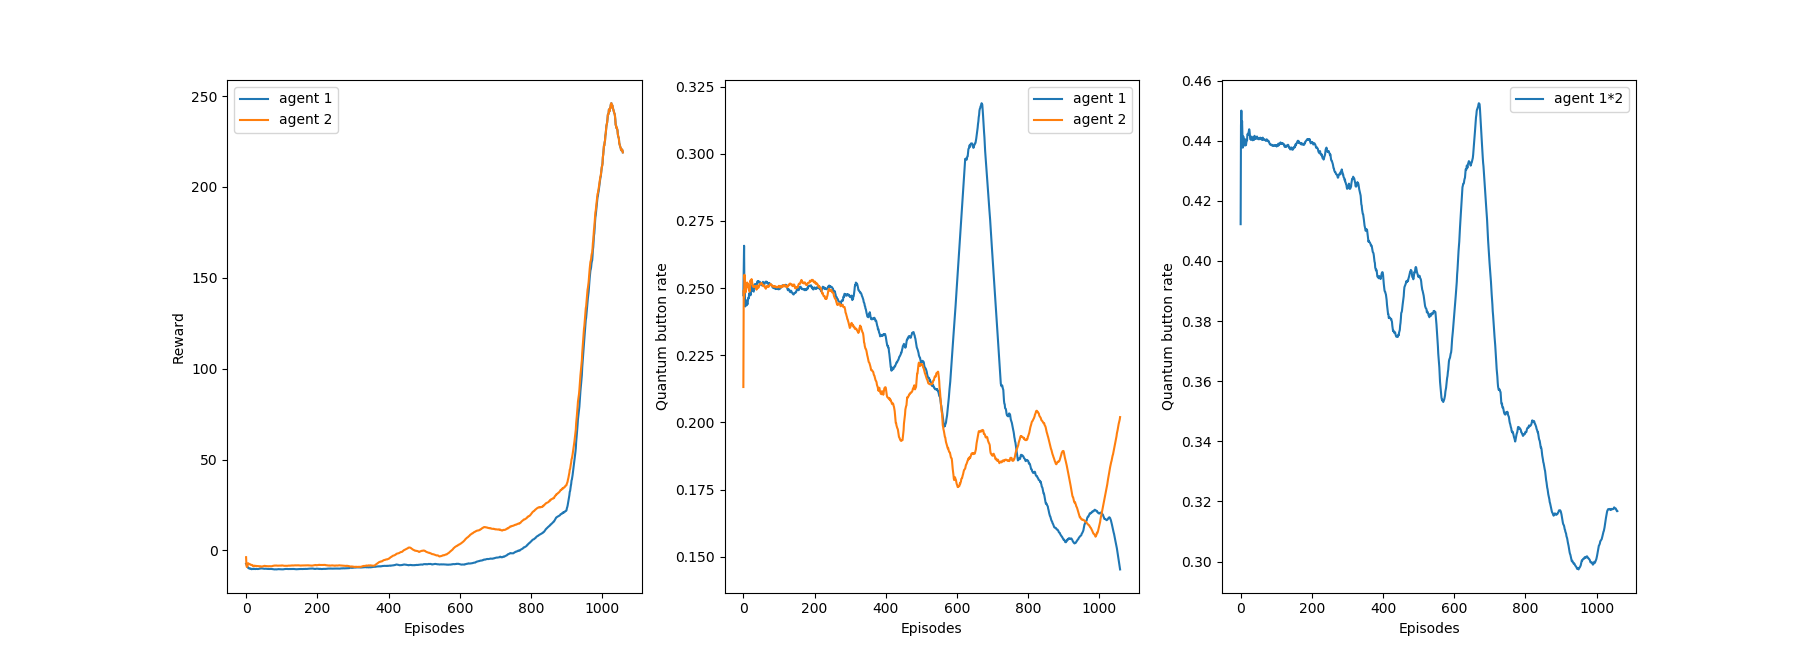 agent 1
agent 2
Reward
250
200
150
100
50
0
0 200 400 600 800 1000
Episodes
agent 1
agent 2
Quantum button rate
0.325
0.300
0.275
0.250
0.225
0.200
0.175
0.150
0 200 400 600 800 1000
Episodes
agent 1*2
Quantum button rate
0.46
0.44
0.42
0.40
0.38
0.36
0.34
0.32
0.30
0 200 400 600 800 1000
Episodes